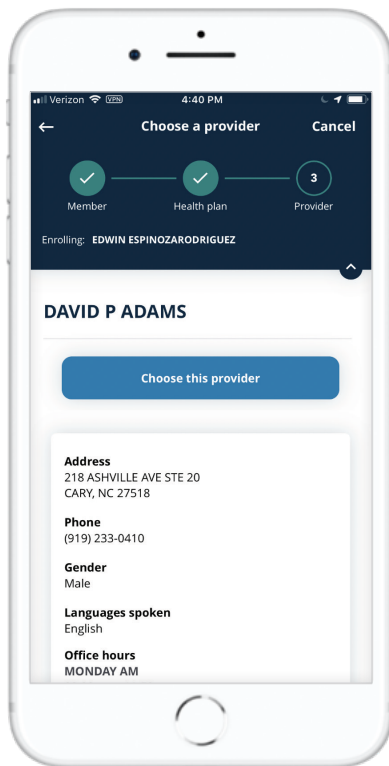 Verizon VPN 4:40 PM
Choose a provider Cancel
3
Member Health plan Provider
Enrolling: EDWIN ESPINOZARODRIGUEZ
DAVID P ADAMS
Choose this provider
Address
218 ASHVILLE AVE STE 20
CARY, NC 27518
Phone
(919) 233-0410
Gender
Male
Languages spoken
English
Office hours
MONDAY AM